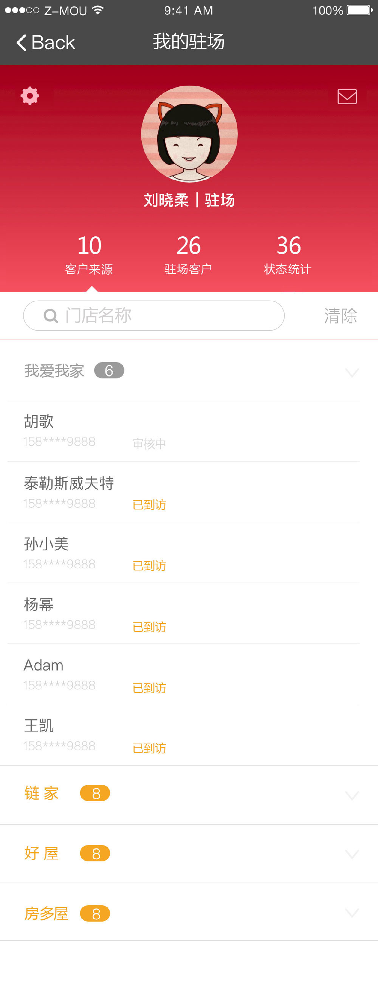 Z-MOU 9:41 AM 100%
Back 我的驻场
刘晓柔 | 驻场
10 26 36
客户来源 驻场客户 状态统计
门店名称 清除
我爱我家 6
胡歌
158****9888 审核中
泰勒斯威夫特
158****9888 已到访
孙小美
158****9888 已到访
杨幂
158****9888 已到访
Adam
158****9888 已到访
王凯
158****9888 已到访
链 家 8
好 屋 8
房多屋 8